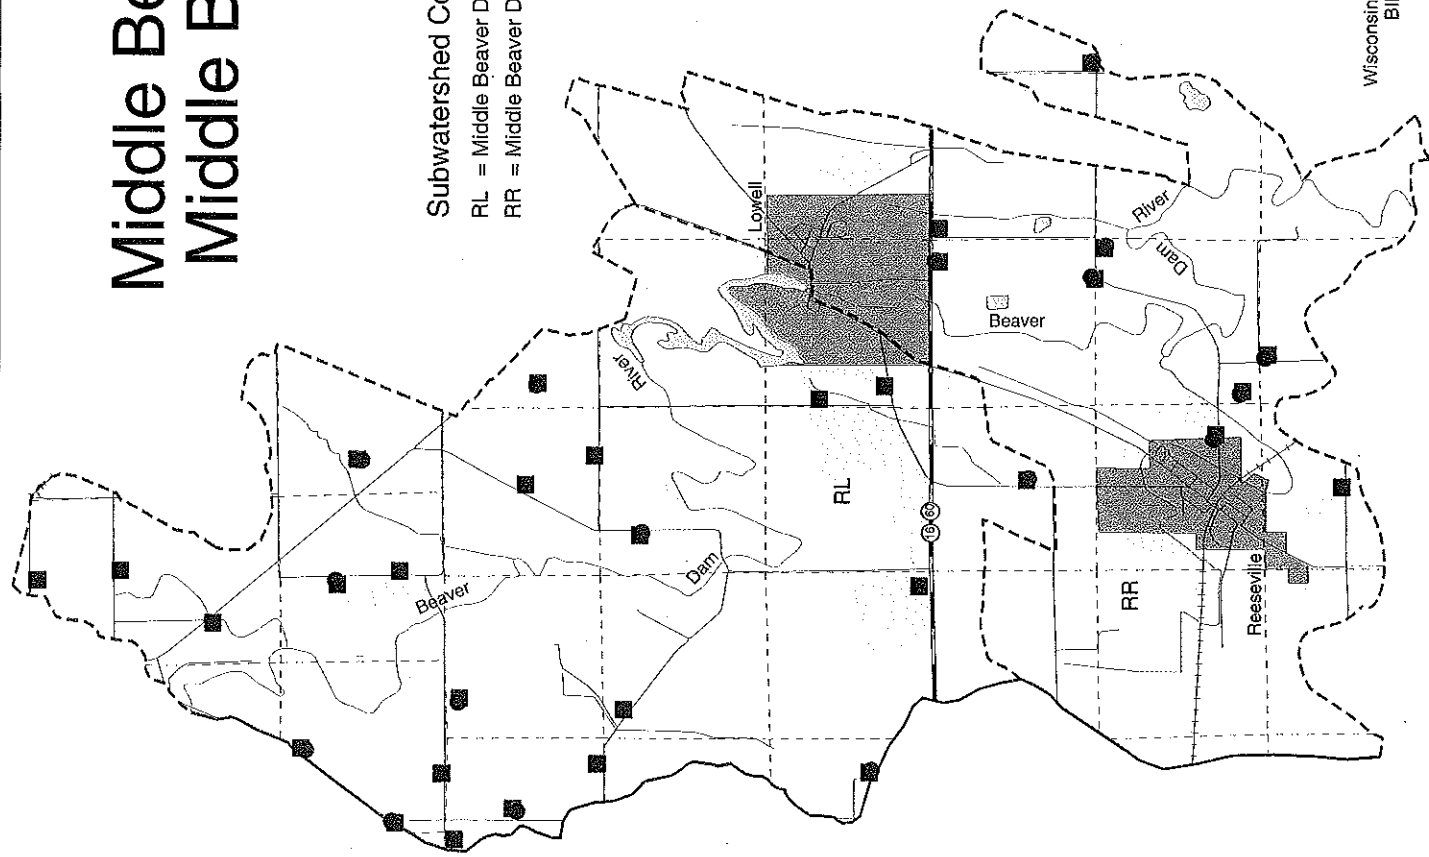 Middle Be
Middle B
Subwatershed Co
RL = Middle Beaver D
RR = Middle Beaver D
Wisconsin
BII
Lowell
River
River
Dam
Beaver
RL
16 60
Dam
Beaver
RR
Reeseville